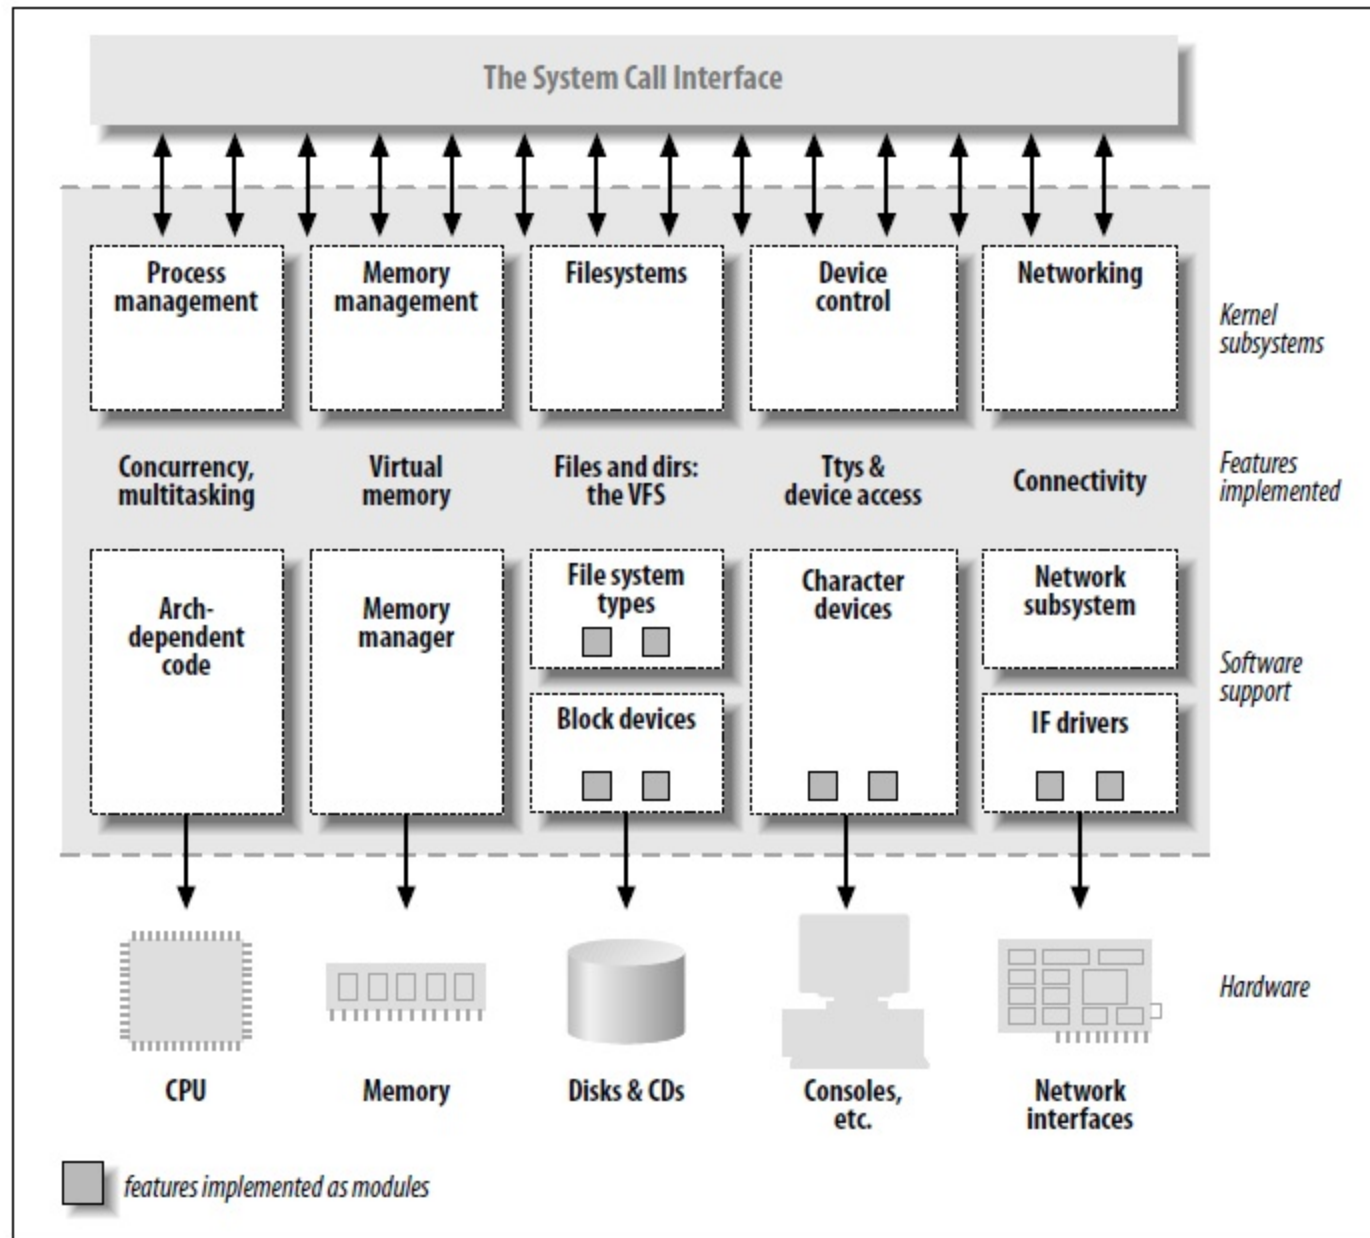 The System Call Interface
Process
management
Memory
management
Filesystems
Device
control
Networking
Kernel
subsystems
Concurrency,
multitasking
Virtual
memory
Files and dirs:
the VFS
Ttys &
device access
Connectivity
Features
implemented
Arch-
dependent
code
Memory
manager
File system
types
Block devices
Character
devices
Network
subsystem
IF drivers
Software
support
Hardware
CPU
Memory
Disks & CDs
Consoles,
etc.
Network
interfaces
features implemented as modules